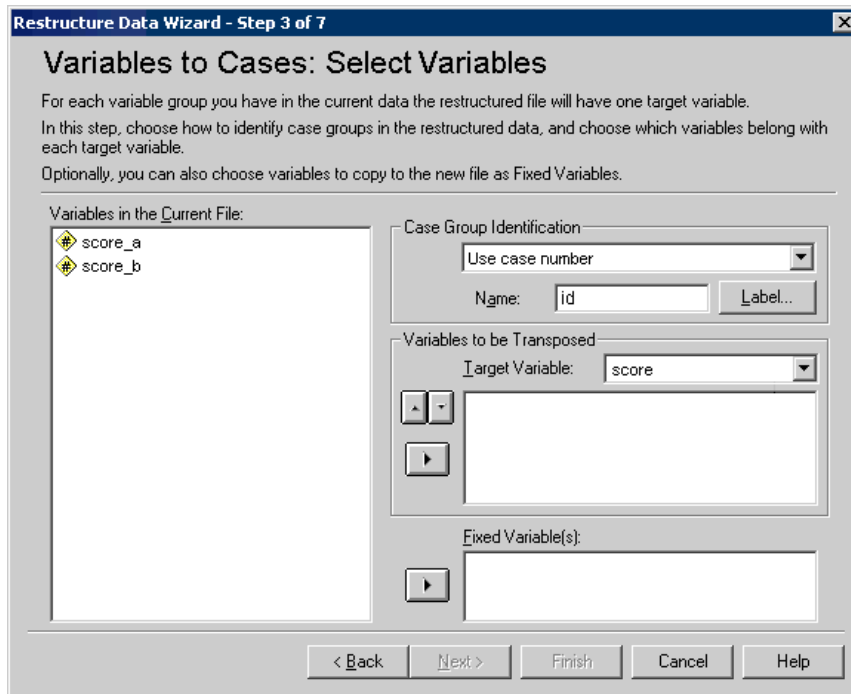 Restructure Data Wizard - Step 3 of 7
Variables to Cases: Select Variables
For each variable group you have in the current data the restructured file will have one target variable.
In this step, choose how to identify case groups in the restructured data, and choose which variables belong with
each target variable.
Optionally, you can also choose variables to copy to the new file as Fixed Variables.
Variables in the Current File:
score_a
score_b
Case Group Identification
Use case number
Name: id Label...
Variables to be Transposed
Target Variable: score
Fixed Variable(s):
< Back Next > Finish Cancel Help